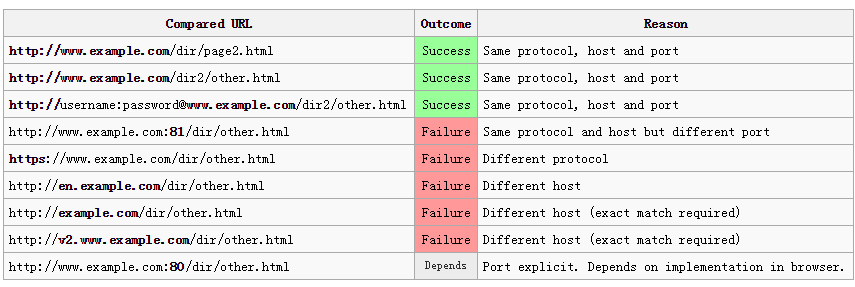 Compared URL Outcome Reason
http://www.example.com/dir/page2.html Success Same protocol, host and port
http://www.example.com/dir2/other.html Success Same protocol, host and port
http://username:password@www.example.com/dir2/other.html Success Same protocol, host and port
http://www.example.com:81/dir/other.html Failure Same protocol and host but different port
https://www.example.com/dir/other.html Failure Different protocol
http://en.example.com/dir/other.html Failure Different host
http://example.com/dir/other.html Failure Different host (exact match required)
http://v2.www.example.com/dir/other.html Failure Different host (exact match required)
http://www.example.com:80/dir/other.html Depends Port explicit. Depends on implementation in browser.